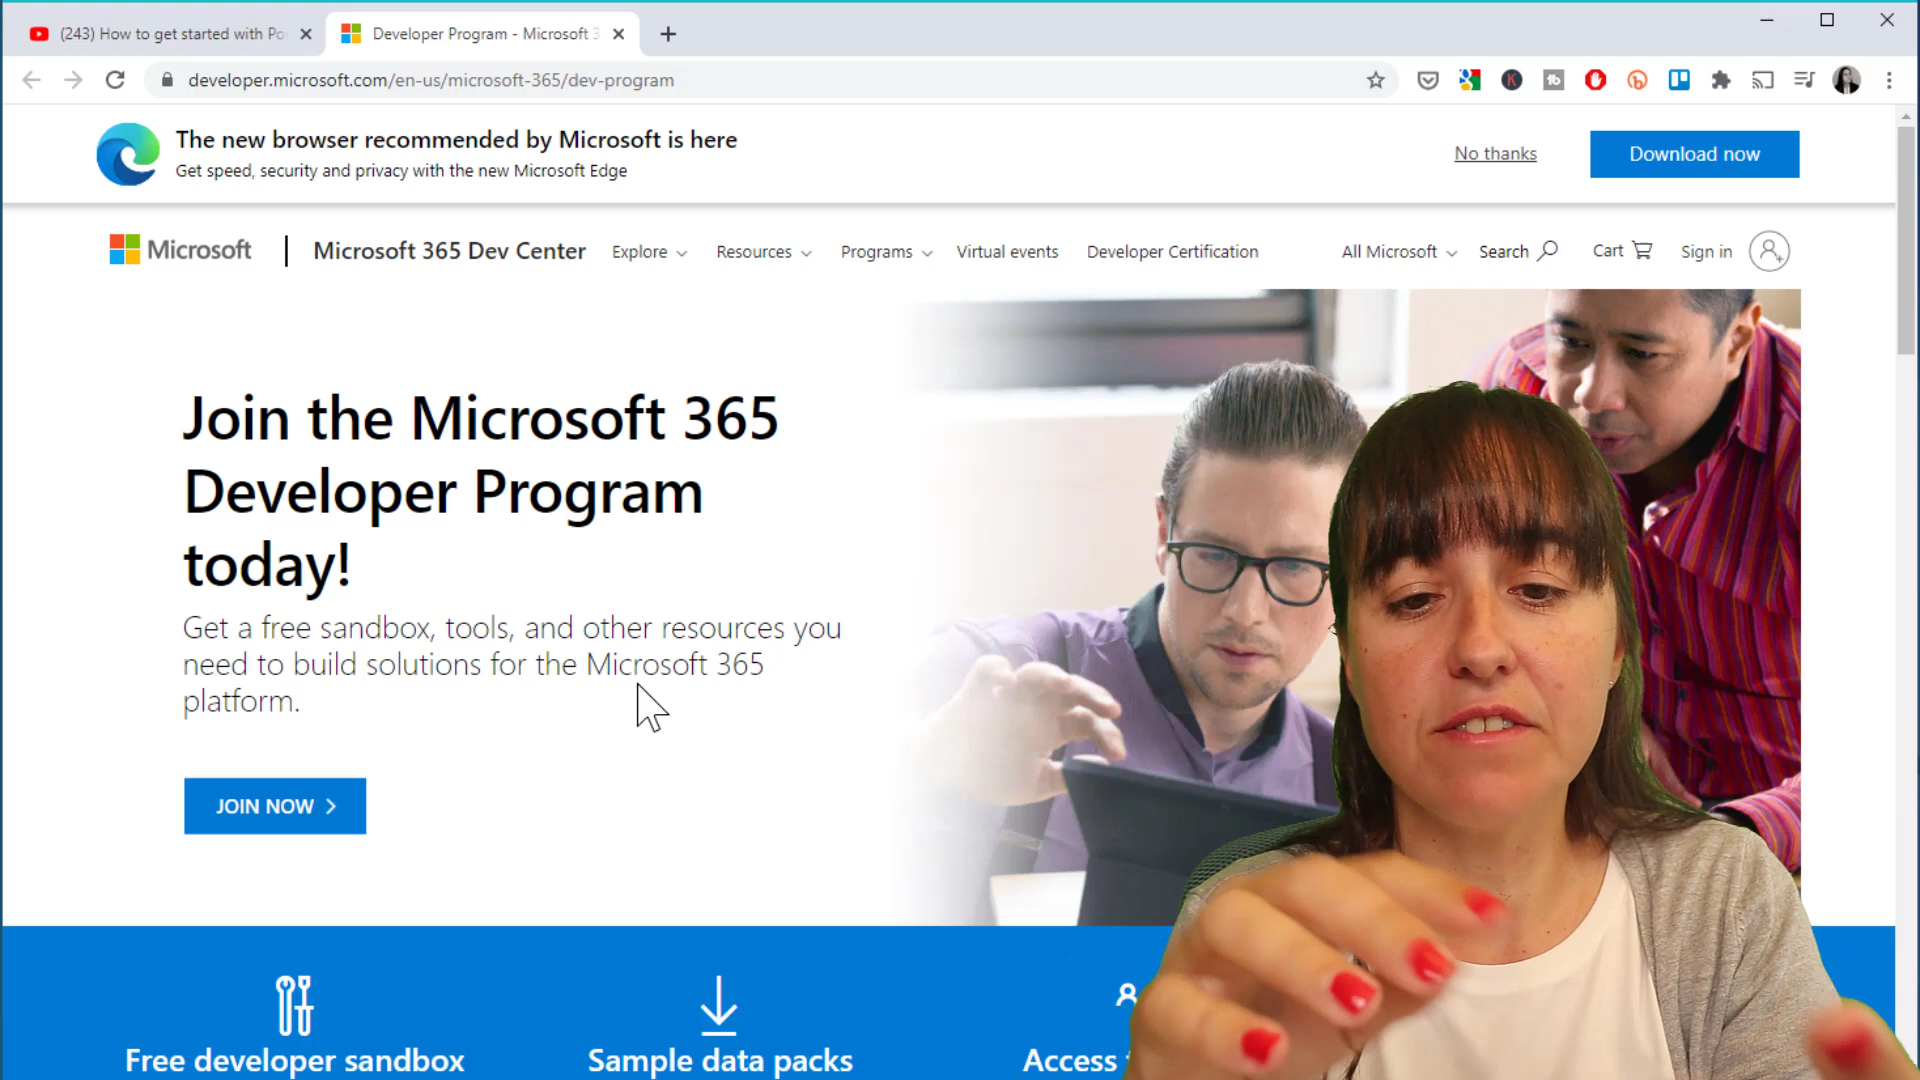 (243) How to get started with Po
Developer Program - Microsoft 3
developer.microsoft.com/en-us/microsoft-365/dev-program
The new browser recommended by Microsoft is here
Get speed, security and privacy with the new Microsoft Edge
No thanks
Download now
Microsoft
Microsoft 365 Dev Center
Explore
Resources
Programs
Virtual events
Developer Certification
All Microsoft
Search
Cart
Sign in
Join the Microsoft 365
Developer Program
today!
Get a free sandbox, tools, and other resources you
need to build solutions for the Microsoft 365
platform.
JOIN NOW
Free developer sandbox
Sample data packs
Access